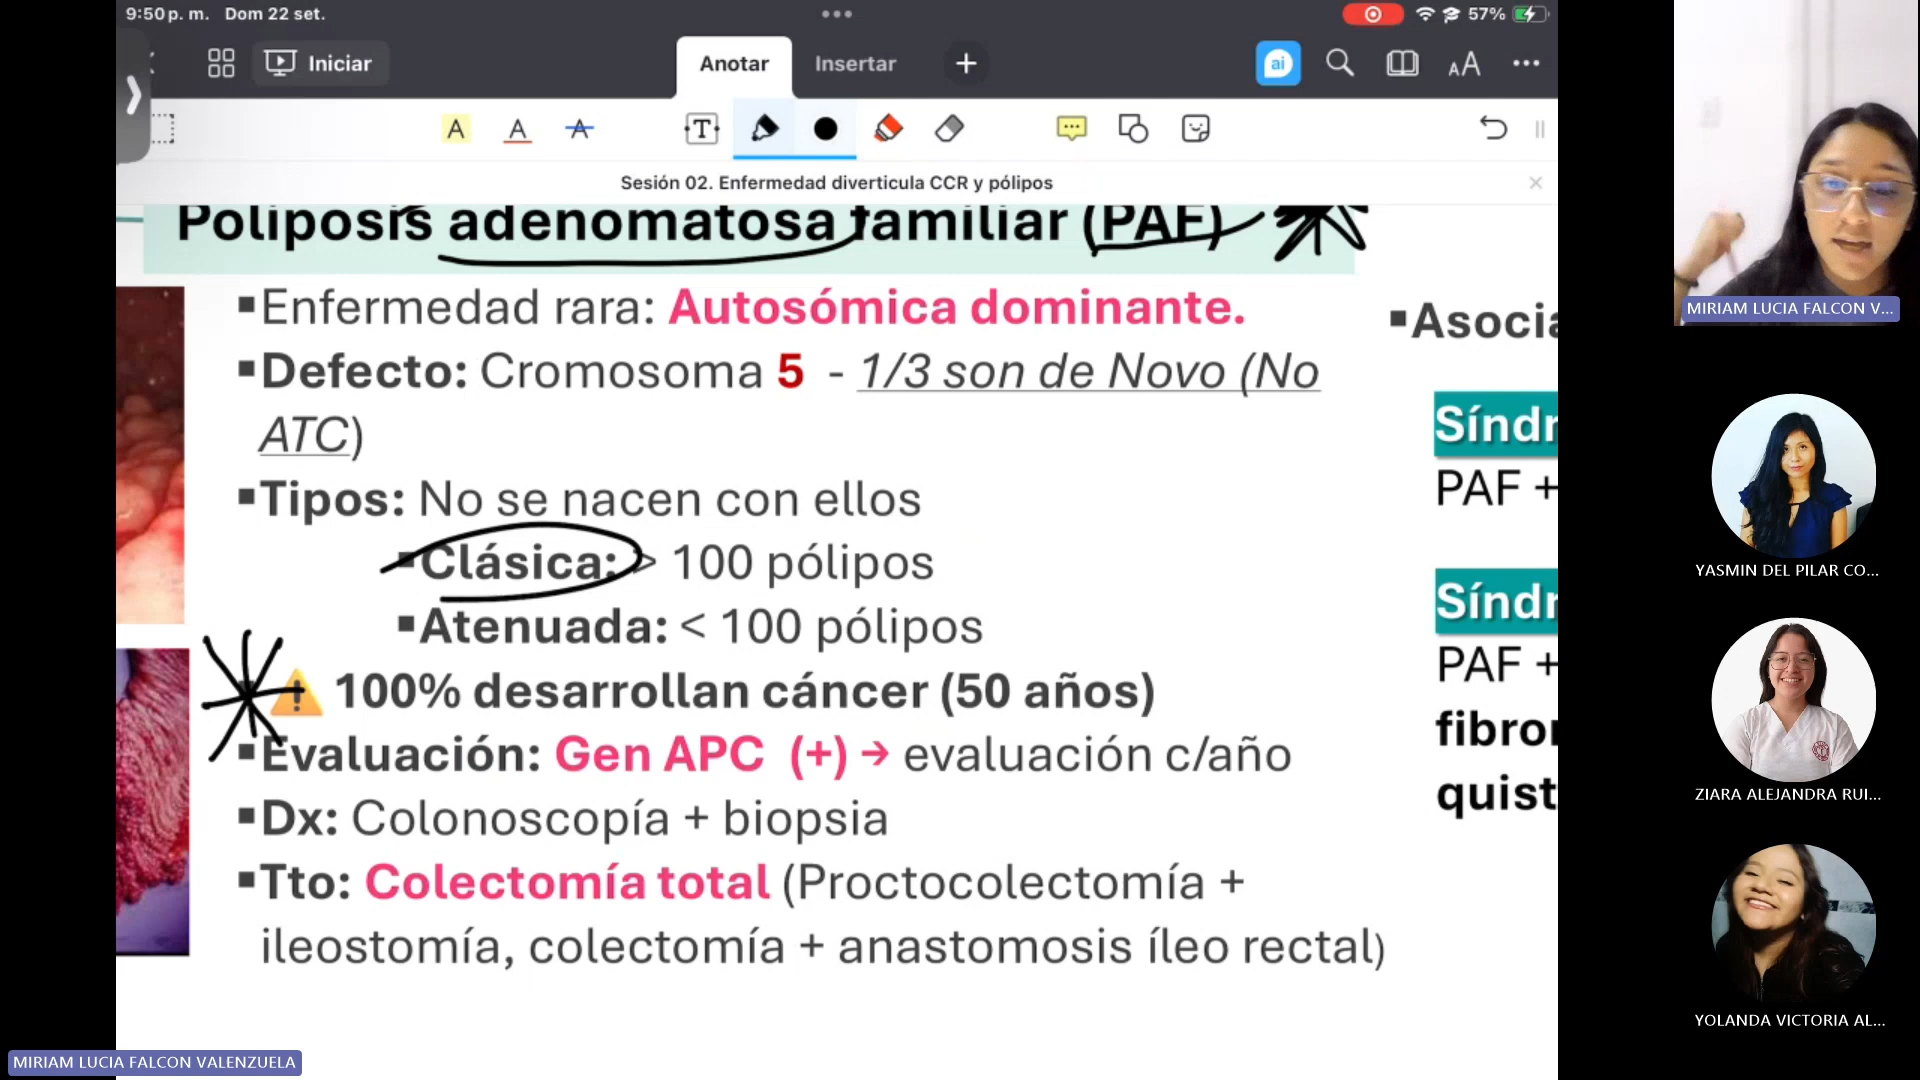 9:50 p. m. Dom 22 set.
57%
Iniciar
Anotar
Insertar
ai
AA
A A A
T
Sesión 02. Enfermedad diverticula CCR y pólipos
Poliposis adenomatosa familiar (PAF)
▪Enfermedad rara: Autosómica dominante.
▪Defecto: Cromosoma 5 - 1/3 son de Novo (No
ATC)
▪Tipos: No se nacen con ellos
▪Clásica: > 100 pólipos
▪Atenuada: < 100 pólipos
⚠ 100% desarrollan cáncer (50 años)
▪Evaluación: Gen APC (+) → evaluación c/año
▪Dx: Colonoscopía + biopsia
▪Tto: Colectomía total (Proctocolectomía +
ileostomía, colectomía + anastomosis íleo rectal)
▪Asocia
Síndr
PAF +
Síndr
PAF +
fibro
quist
MIRIAM LUCIA FALCON V...
YASMIN DEL PILAR CO...
ZIARA ALEJANDRA RUI...
YOLANDA VICTORIA AL...
MIRIAM LUCIA FALCON VALENZUELA